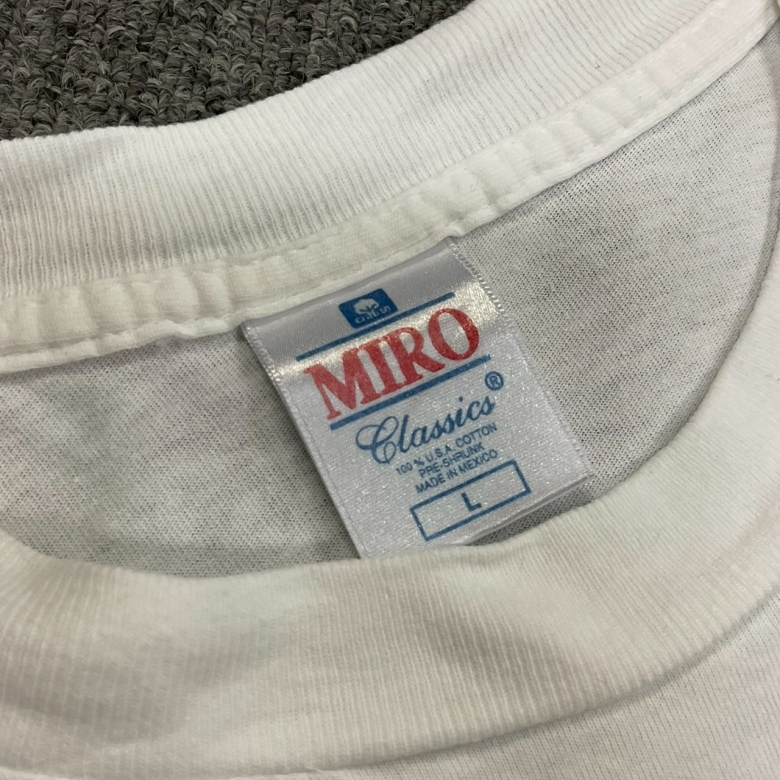 MIRO
Classics®
100 % U.S.A. COTTON
PRE-SHRUNK
MADE IN MEXICO
L